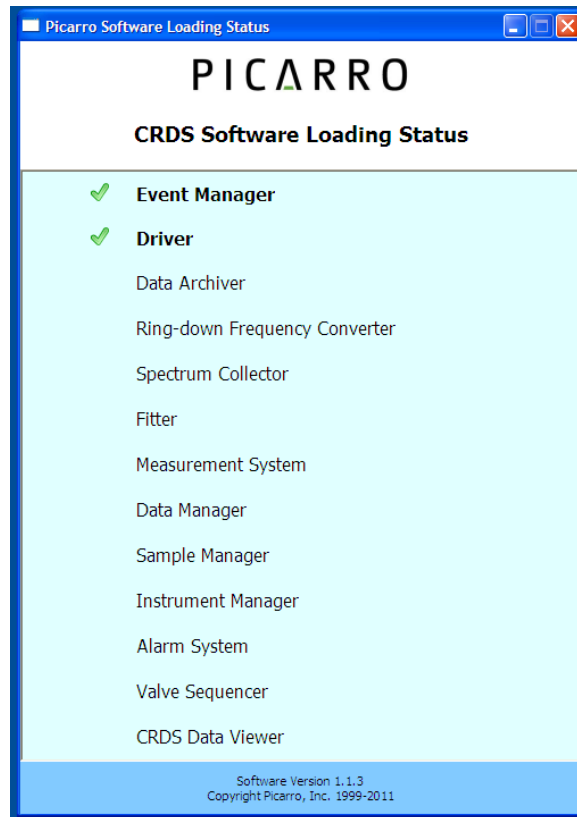 Picarro Software Loading Status
PICARRO
CRDS Software Loading Status
Event Manager
Driver
Data Archiver
Ring-down Frequency Converter
Spectrum Collector
Fitter
Measurement System
Data Manager
Sample Manager
Instrument Manager
Alarm System
Valve Sequencer
CRDS Data Viewer
Software Version 1.1.3
Copyright Picarro, Inc. 1999-2011